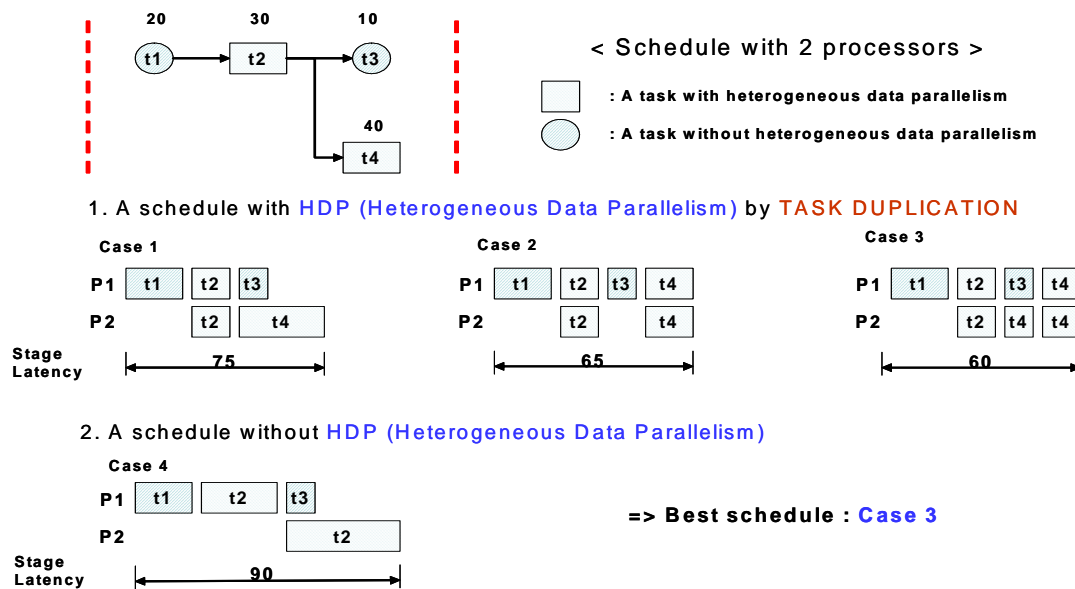 20 30 10
t1 t2 t3
40
t4
< Schedule with 2 processors >
: A task with heterogeneous data parallelism
: A task without heterogeneous data parallelism
1. A schedule with HDP (Heterogeneous Data Parallelism) by TASK DUPLICATION
Case 1
P1 t1 t2 t3
P2 t2 t4
Stage
Latency
75
Case 2
P1 t1 t2 t3 t4
P2 t2 t4
65
Case 3
P1 t1 t2 t3 t4
P2 t2 t4 t4
60
2. A schedule without HDP (Heterogeneous Data Parallelism)
Case 4
P1 t1 t2 t3
P2 t2
Stage
Latency
90
=> Best schedule : Case 3